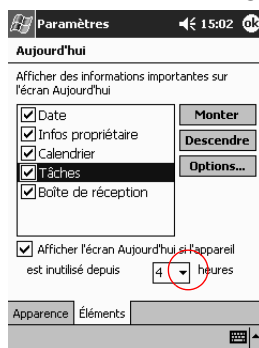 Paramètres 15:02 ok
Aujourd'hui
Afficher des informations importantes sur
l'écran Aujourd'hui
Date
Infos propriétaire
Calendrier
Tâches
Boîte de réception
Monter
Descendre
Options...
Afficher l'écran Aujourd'hui si l'appareil
est inutilisé depuis 4 heures
Apparence Éléments